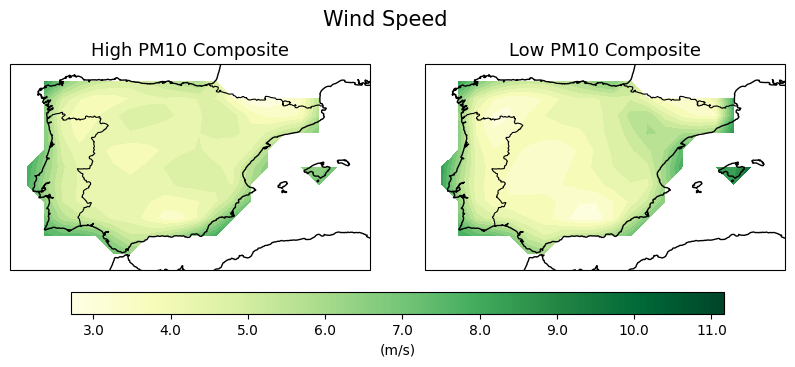 Wind Speed
High PM10 Composite
Low PM10 Composite
3.0 4.0 5.0 6.0 7.0 8.0 9.0 10.0 11.0
(m/s)